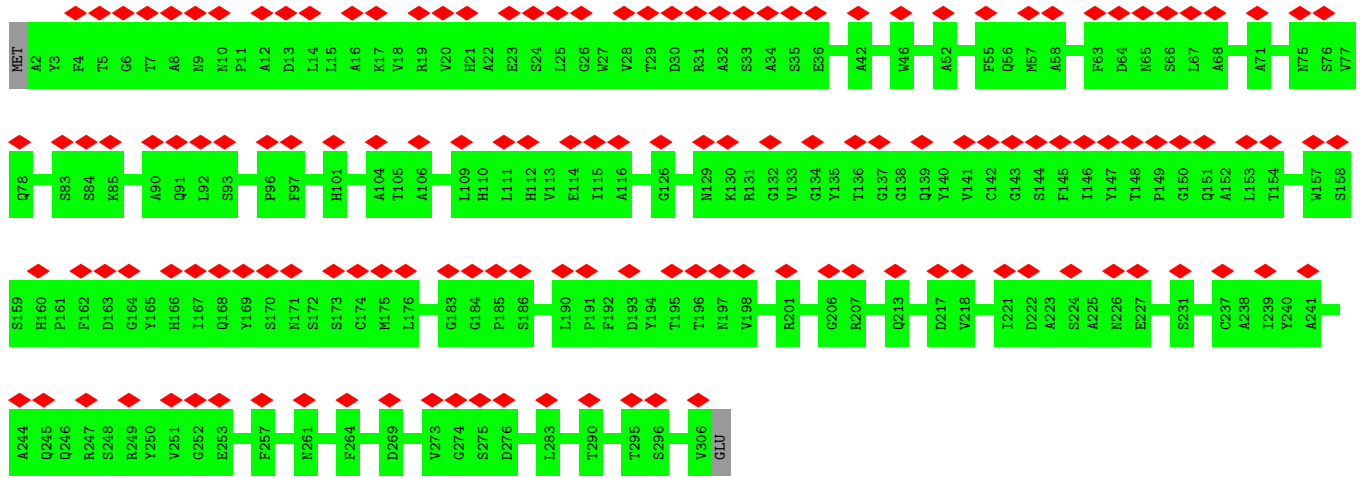 MET A2 Y3 F4 T5 G6 T7 A8 N9 N10 P11 A12 D13 L14 L15 A16 K17 V18 R19 V20 H21 A22 E23 S24 L25 G26 W27 V28 T29 D30 R31 A32 S33 A34 S35 E36 A42 W46 A52 F55 Q56 M57 A58 F63 D64 N65 S66 L67 A68 A71 N75 S76 V77
Q78 S83 S84 K85 A90 Q91 L92 S93 P96 F97 H101 A104 T105 A106 L109 H110 L111 H112 V113 E114 I115 A116 G126 N129 K130 R131 G132 V133 G134 Y135 T136 G137 G138 Q139 Y140 V141 C142 G143 S144 F145 I146 Y147 T148 P149 G150 Q151 A152 L153 T154 W157 S158
S159 H160 P161 F162 D163 G164 Y165 H166 I167 Q168 Y169 S170 N171 S172 S173 C174 M175 L176 G183 G184 P185 S186 L190 P191 F192 D193 Y194 T195 T196 N197 V198 R201 G206 R207 Q213 D217 V218 I221 D222 A223 S224 A225 N226 E227 S231 C237 A238 I239 Y240 A241
A244 Q245 Q246 R247 S248 R249 Y250 V251 G252 E253 F257 N261 F264 D269 V273 G274 S275 D276 L283 T290 T295 S296 V306 GLU